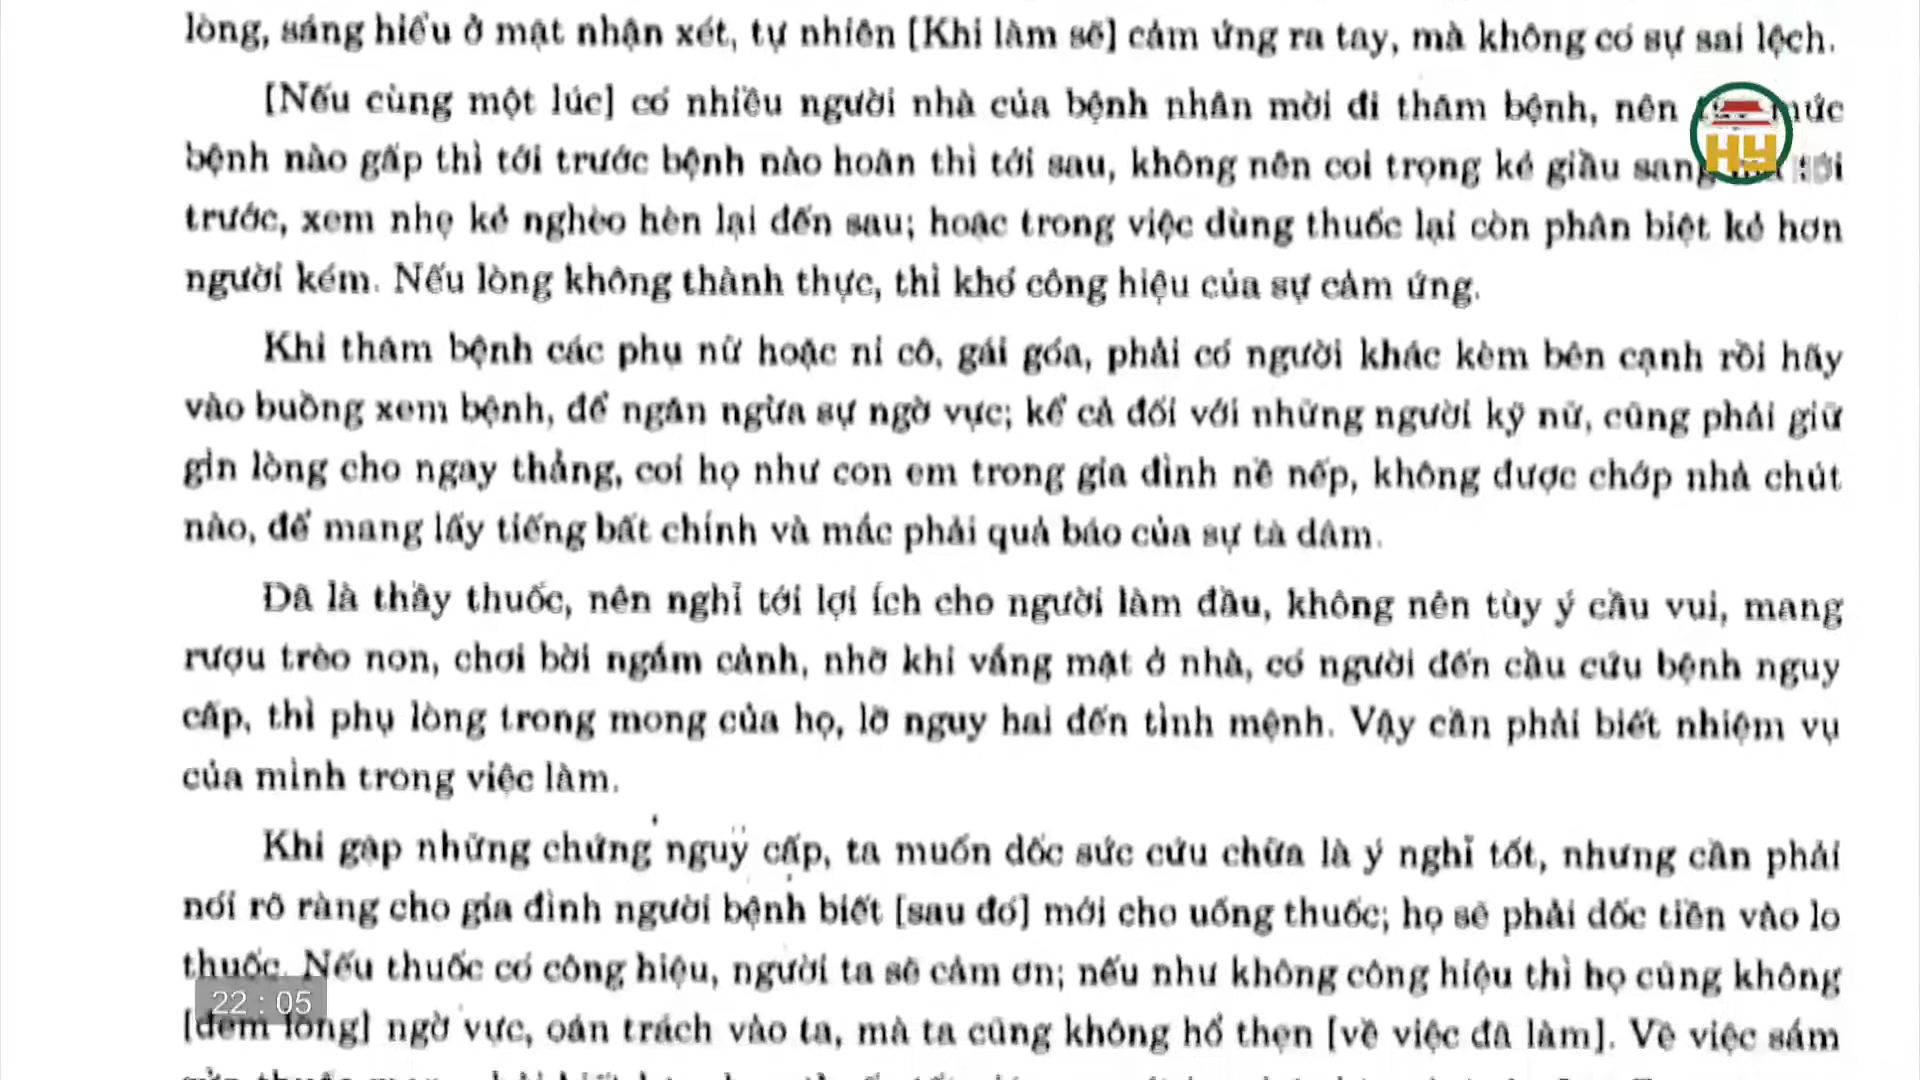 lòng, sáng hiểu ở mặt nhận xét, tự nhiên [Khi làm sẽ] cảm ứng ra tay, mà không có sự sai lệch.
[Nếu cùng một lúc] có nhiều người nhà của bệnh nhân mời đi thăm bệnh, nên
HY
bệnh nào gấp thì tới trước bệnh nào hoãn thì tới sau, không nên coi trọng kẻ giầu sang
trước, xem nhẹ kẻ nghèo hèn lại đến sau; hoặc trong việc dùng thuốc lại còn phân biệt kẻ hơn
người kém. Nếu lòng không thành thực, thì khó công hiệu của sự cảm ứng.
Khi thăm bệnh các phụ nữ hoặc ni cô, gái góa, phải có người khác kèm bên cạnh rồi hãy
vào buồng xem bệnh, để ngăn ngừa sự ngờ vực; kể cả đối với những người kỹ nữ, cũng phải giữ
gìn lòng cho ngay thẳng, coi họ như con em trong gia đình nề nếp, không được chớp nhả chút
nào, để mang lấy tiếng bất chính và mắc phải quả báo của sự tà dâm.
Đã là thầy thuốc, nên nghĩ tới lợi ích cho người làm đầu, không nên tùy ý cầu vui, mang
rượu trèo non, chơi bời ngắm cảnh, nhỡ khi vắng mặt ở nhà, có người đến cầu cứu bệnh nguy
cấp, thì phụ lòng trong mong của họ, lỡ nguy hai đến tình mệnh. Vậy cần phải biết nhiệm vụ
của mình trong việc làm.
Khi gặp những chứng nguy cấp, ta muốn dốc sức cứu chữa là ý nghĩ tốt, nhưng cần phải
nói rõ ràng cho gia đình người bệnh biết [sau đó] mới cho uống thuốc; họ sẽ phải dốc tiền vào lo
thuốc. Nếu thuốc có công hiệu, người ta sẽ cảm ơn; nếu như không công hiệu thì họ cũng không
22 : 05
[đem lòng] ngờ vực, oán trách vào ta, mà ta cũng không hổ thẹn [về việc đã làm]. Về việc sắm